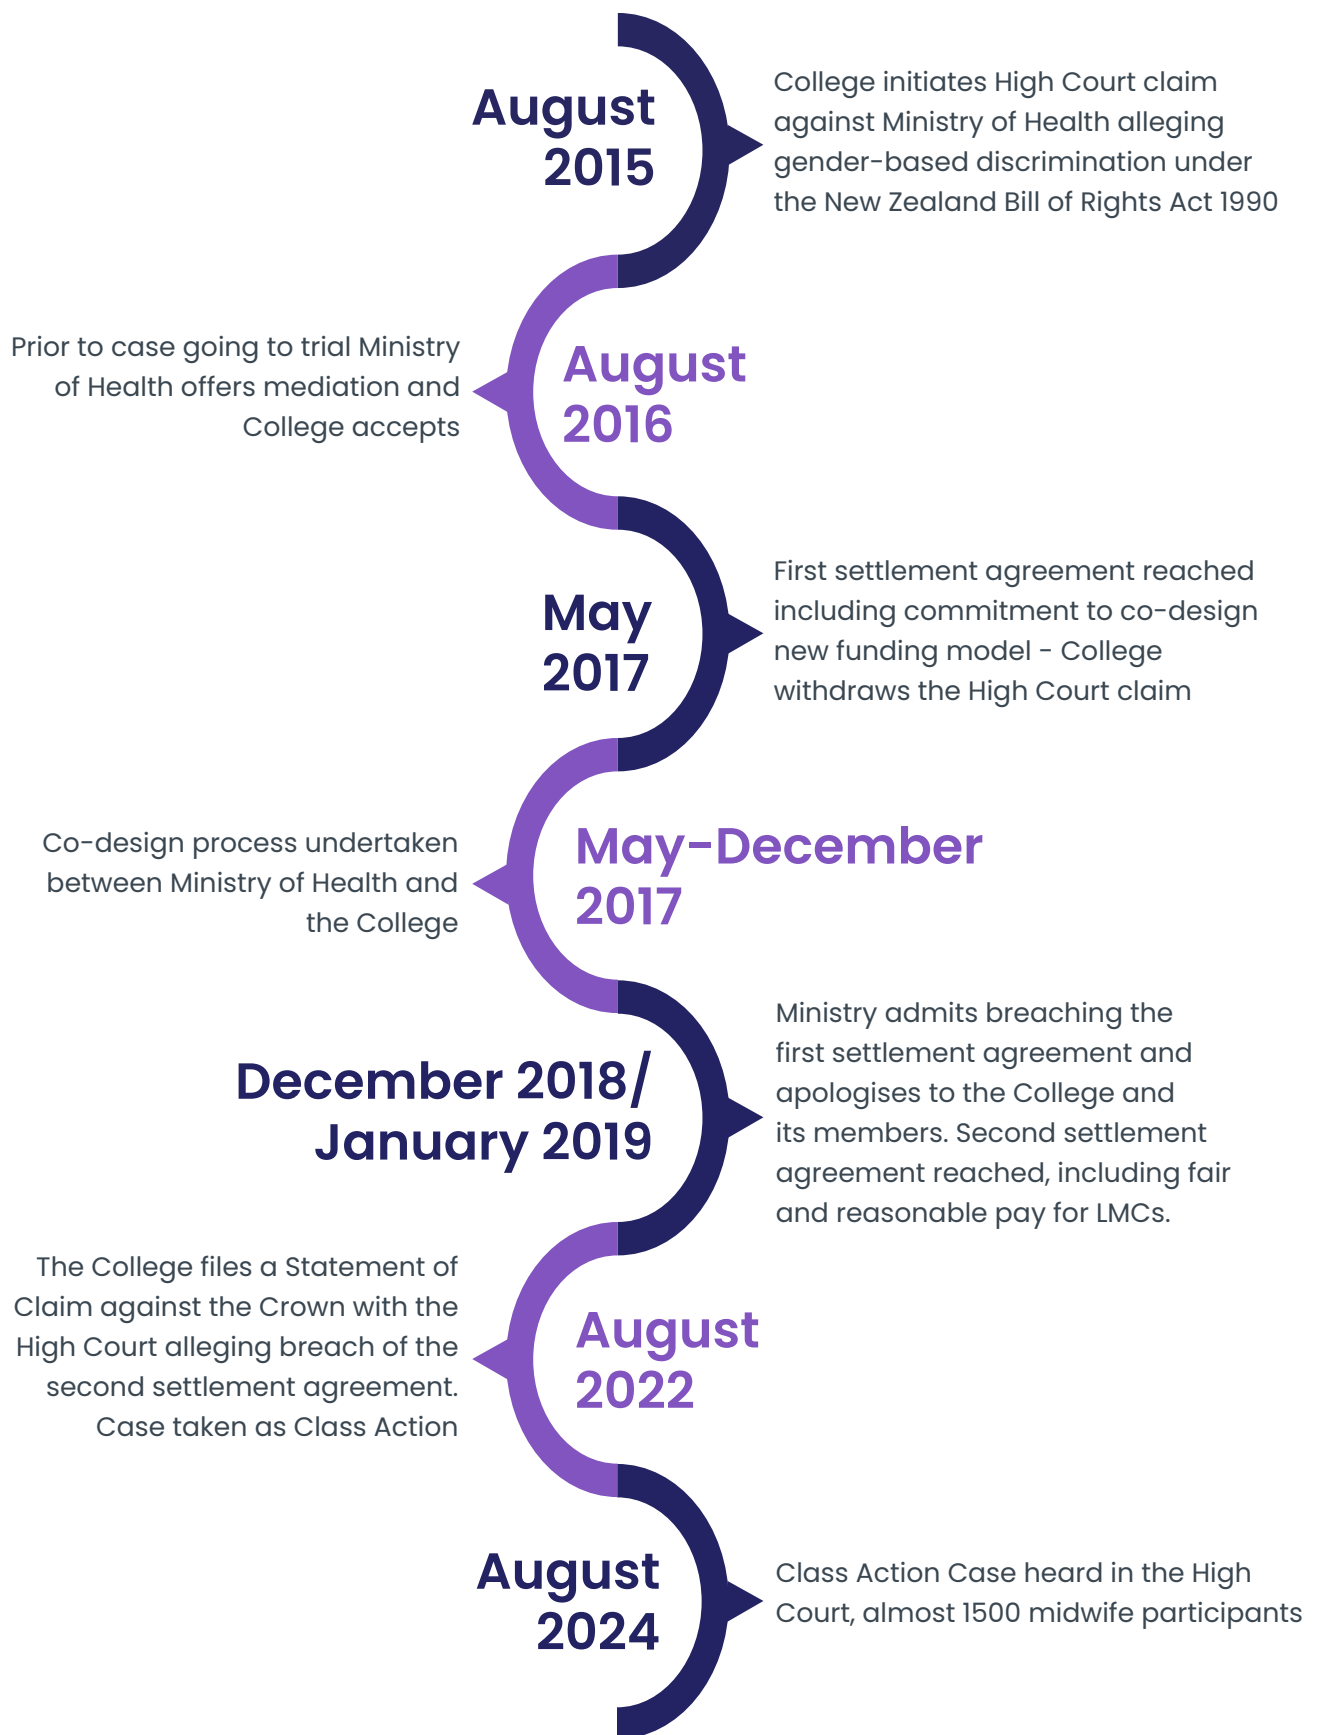 August
2015
College initiates High Court claim
against Ministry of Health alleging
gender-based discrimination under
the New Zealand Bill of Rights Act 1990
Prior to case going to trial Ministry
of Health offers mediation and
College accepts
August
2016
May
2017
First settlement agreement reached
including commitment to co-design
new funding model - College
withdraws the High Court claim
Co-design process undertaken
between Ministry of Health and
the College
May-December
2017
December 2018/
January 2019
Ministry admits breaching the
first settlement agreement and
apologises to the College and
its members. Second settlement
agreement reached, including fair
and reasonable pay for LMCs.
The College files a Statement of
Claim against the Crown with the
High Court alleging breach of the
second settlement agreement.
Case taken as Class Action
August
2022
August
2024
Class Action Case heard in the High
Court, almost 1500 midwife participants